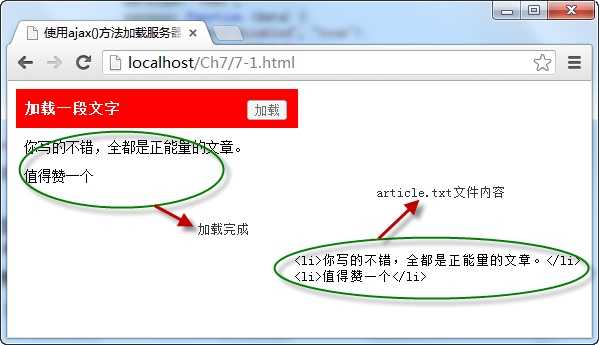 使用ajax()方法加载服务器
localhost/Ch7/7-1.html
加载一段文字
加载
你写的不错，全都是正能量的文章。
值得赞一个
article.txt文件内容
加载完成
<li>你写的不错，全都是正能量的文章。</li>
<li>值得赞一个</li>